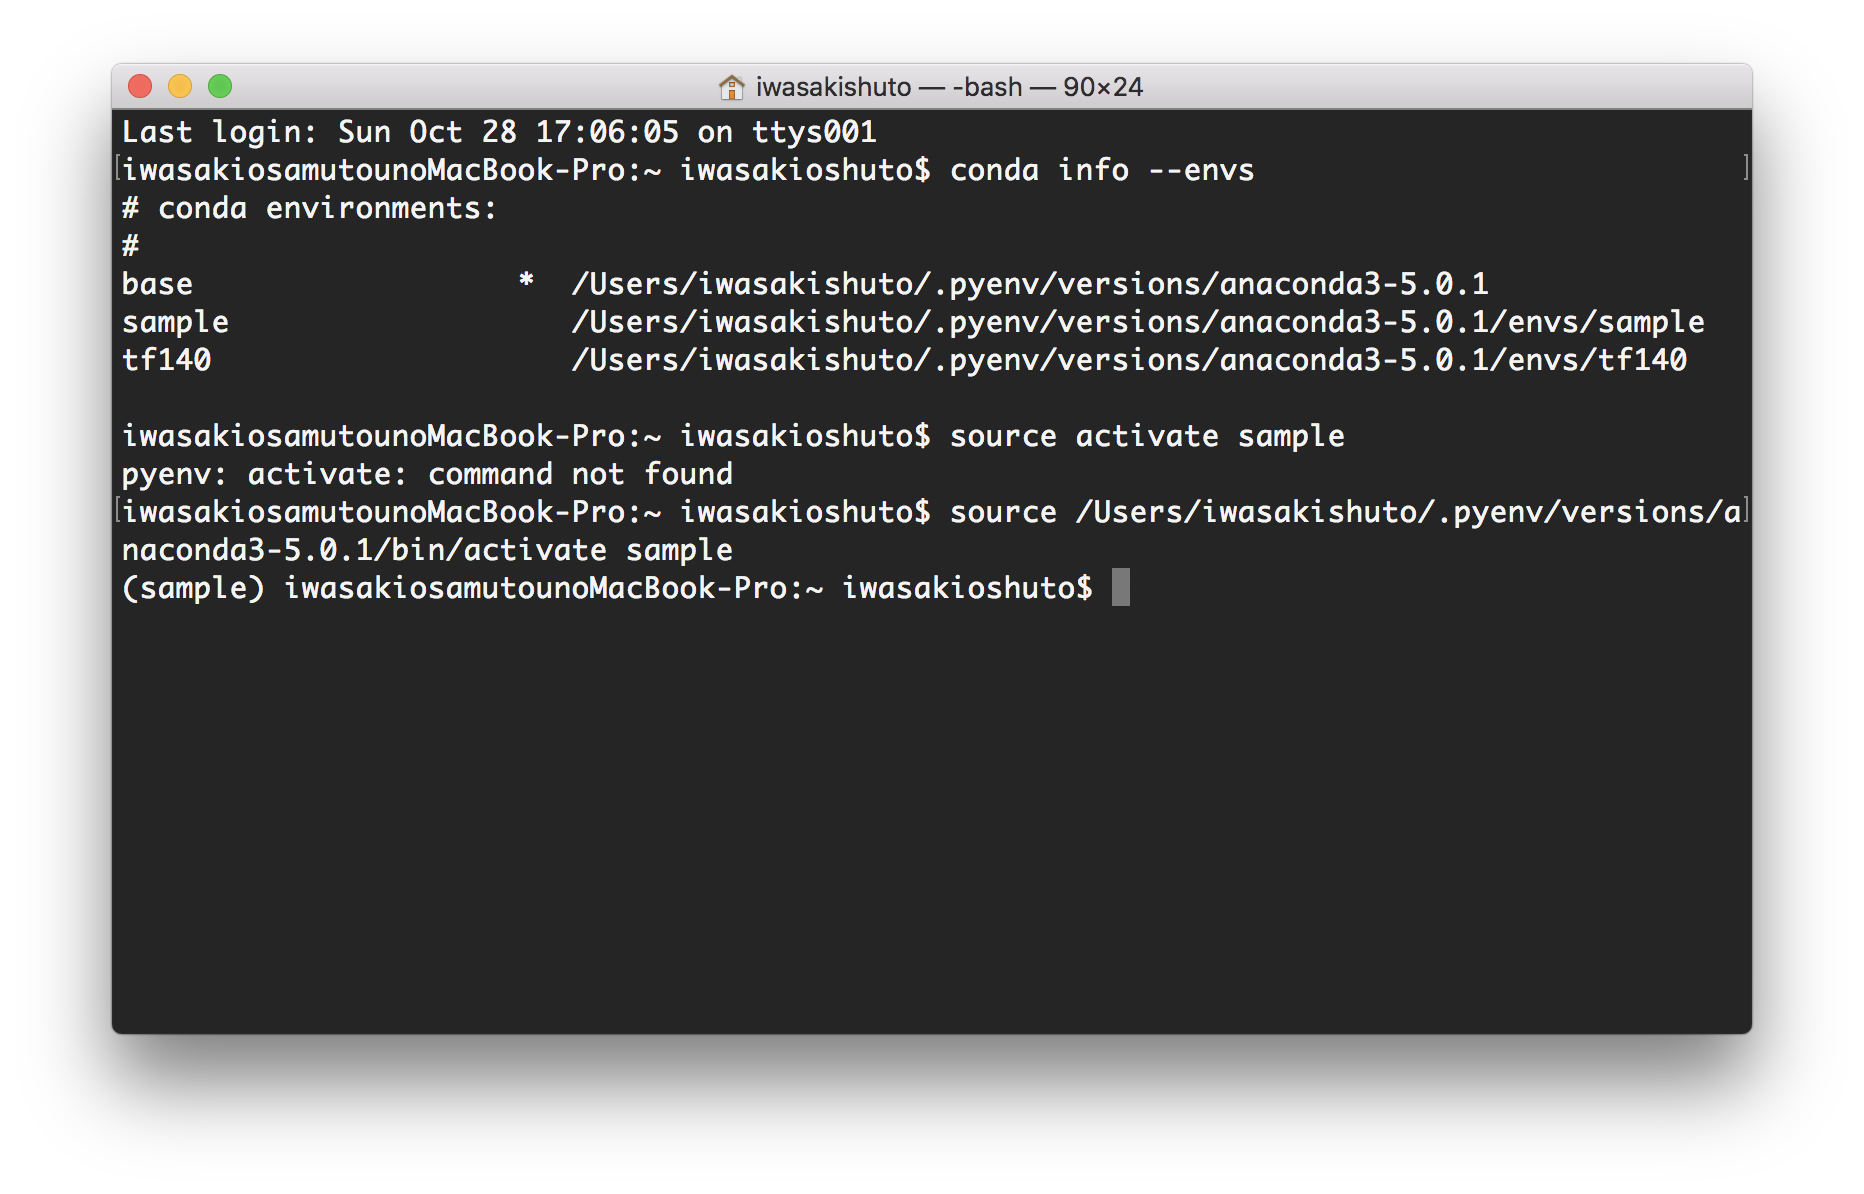 iwasakishuto — -bash — 90×24
Last login: Sun Oct 28 17:06:05 on ttys001
[iwasakiosamutounoMacBook-Pro:~ iwasakioshuto$ conda info --envs ]
# conda environments:
#
base                  *  /Users/iwasakishuto/.pyenv/versions/anaconda3-5.0.1
sample                   /Users/iwasakishuto/.pyenv/versions/anaconda3-5.0.1/envs/sample
tf140                    /Users/iwasakishuto/.pyenv/versions/anaconda3-5.0.1/envs/tf140
iwasakiosamutounoMacBook-Pro:~ iwasakioshuto$ source activate sample
pyenv: activate: command not found
[iwasakiosamutounoMacBook-Pro:~ iwasakioshuto$ source /Users/iwasakishuto/.pyenv/versions/a]
naconda3-5.0.1/bin/activate sample
(sample) iwasakiosamutounoMacBook-Pro:~ iwasakioshuto$